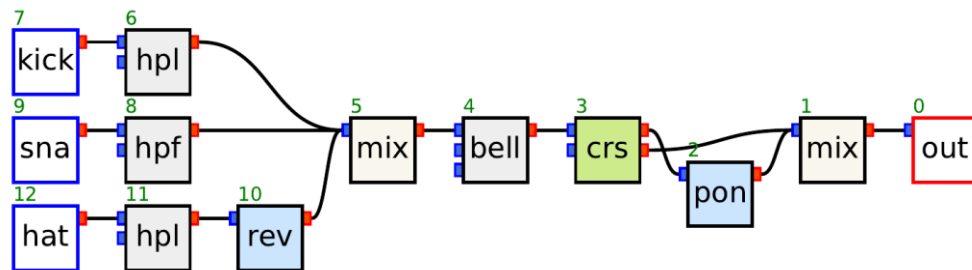 7 6
kick hpl
9 8 5 4 3 1 0
sna hpf mix bell crs 2 mix out
pon
12 11 10
hat hpl rev